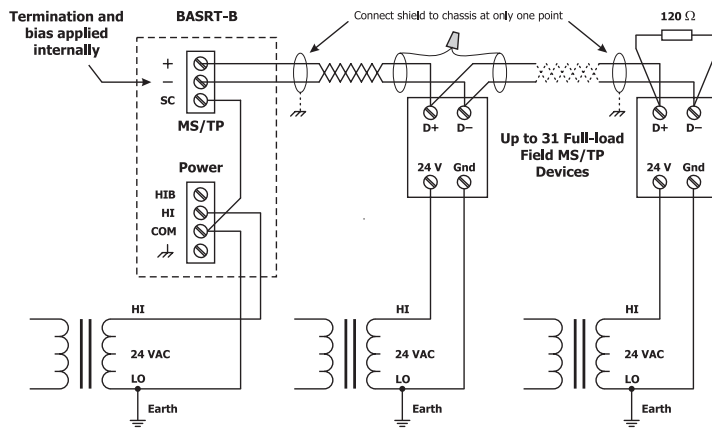 Termination and
bias applied
internally
BASRT-B
Connect shield to chassis at only one point
120 Ω
+
−
SC
MS/TP
D+ D−
D+ D−
Up to 31 Full-load
Field MS/TP
Devices
Power
24 V Gnd
24 V Gnd
HIB
HI
COM
HI
HI
HI
24 VAC
24 VAC
24 VAC
LO
LO
LO
Earth
Earth
Earth